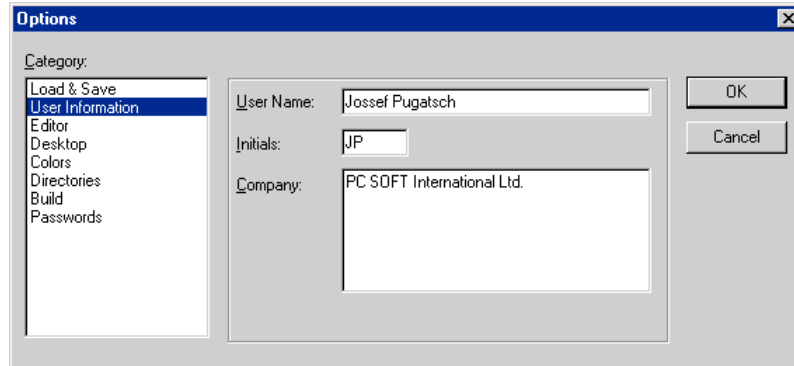 Options
Category:
Load & Save
User Information
Editor
Desktop
Colors
Directories
Build
Passwords
User Name:
Jossef Pugatsch
Initials:
JP
Company:
PC SOFT International Ltd.
OK
Cancel